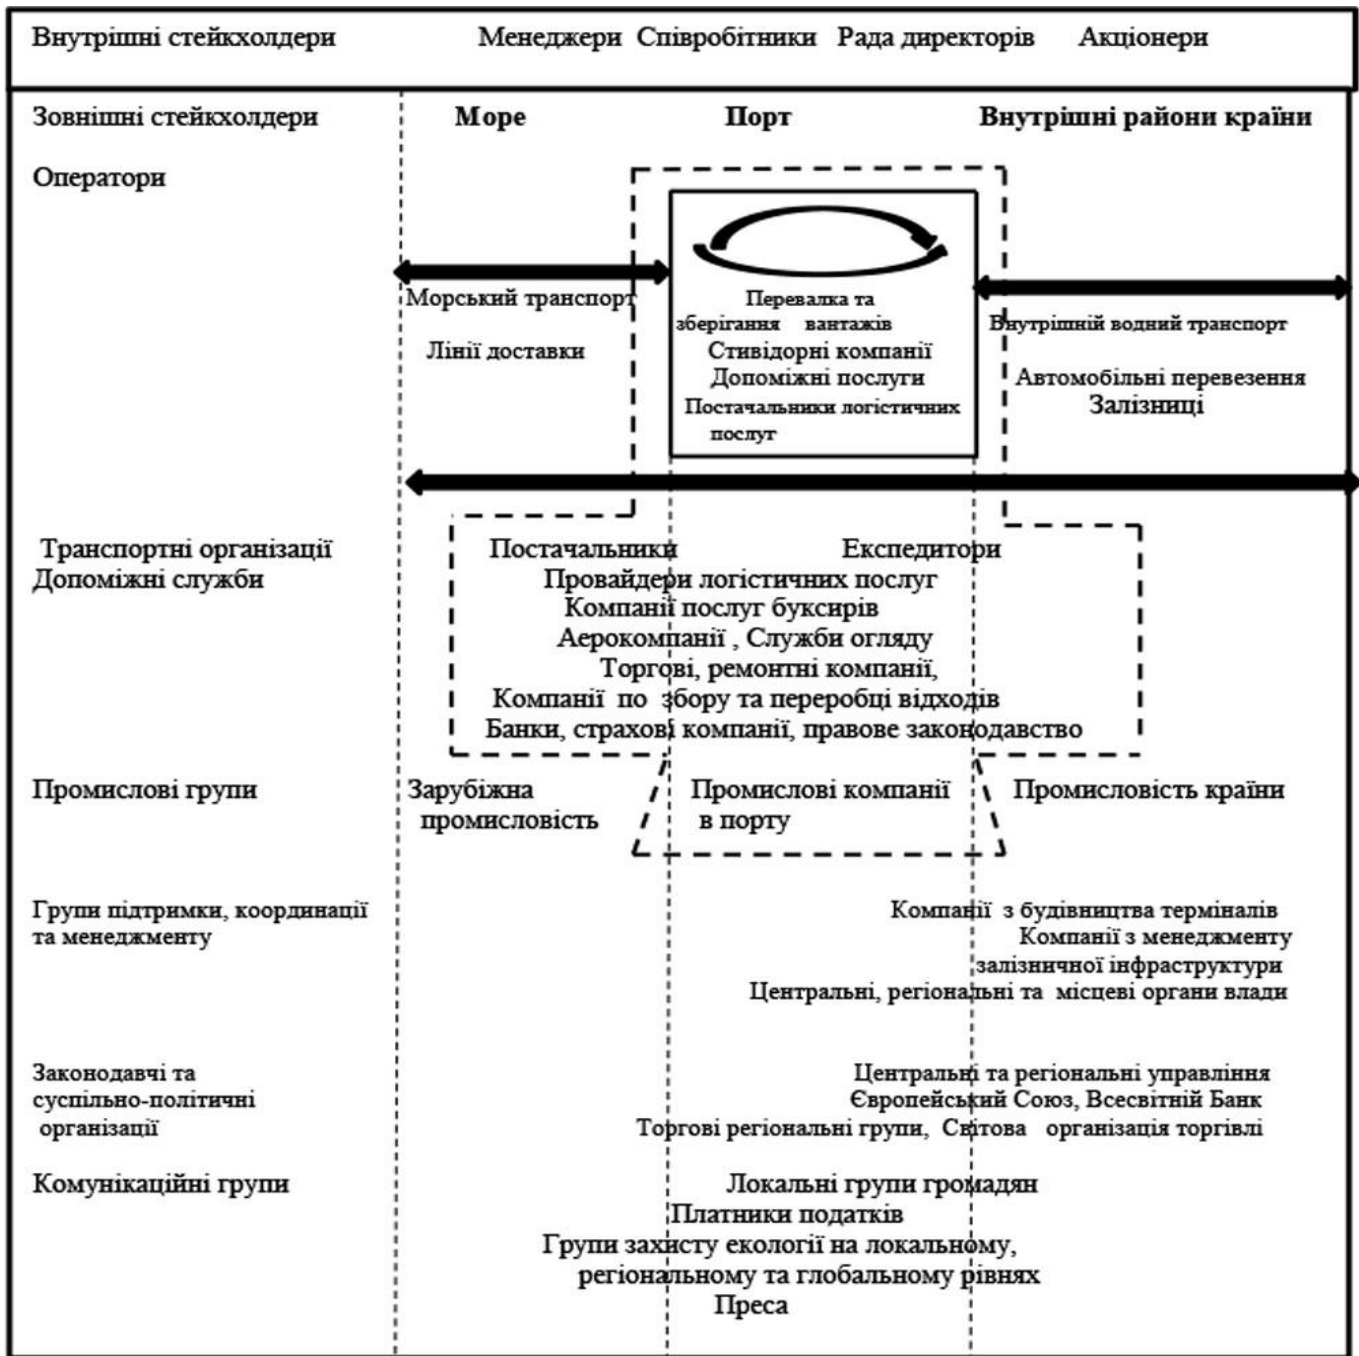 Внутрішні стейкхолдери Менеджери Співробітники Рада директорів Акціонери
Зовнішні стейкхолдери Море Порт Внутрішні райони країни
Оператори
Морський транспорт
Лінії доставки
Перевалка та
зберігання вантажів
Стивідорні компанії
Допоміжні послуги
Постачальники логістичних
послуг
Внутрішній водний транспорт
Автомобільні перевезення
Залізниці
Транспортні організації
Допоміжні служби
Постачальники Експедитори
Провайдери логістичних послуг
Компанії послуг буксирів
Аерокомпанії , Служби огляду
Торгові, ремонтні компанії,
Компанії по збору та переробці відходів
Банки, страхові компанії, правове законодавство
Промислові групи
Зарубіжна
промисловість
Промислові компанії
в порту
Промисловість країни
Групи підтримки, координації
та менеджменту
Компанії з будівництва терміналів
Компанії з менеджменту
залізничної інфраструктури
Центральні, регіональні та місцеві органи влади
Законодавчі та
суспільно-політичні
організації
Центральні та регіональні управління
Європейський Союз, Всесвітній Банк
Торгові регіональні групи, Світова організація торгівлі
Комунікаційні групи
Локальні групи громадян
Платники податків
Групи захисту екології на локальному,
регіональному та глобальному рівнях
Преса